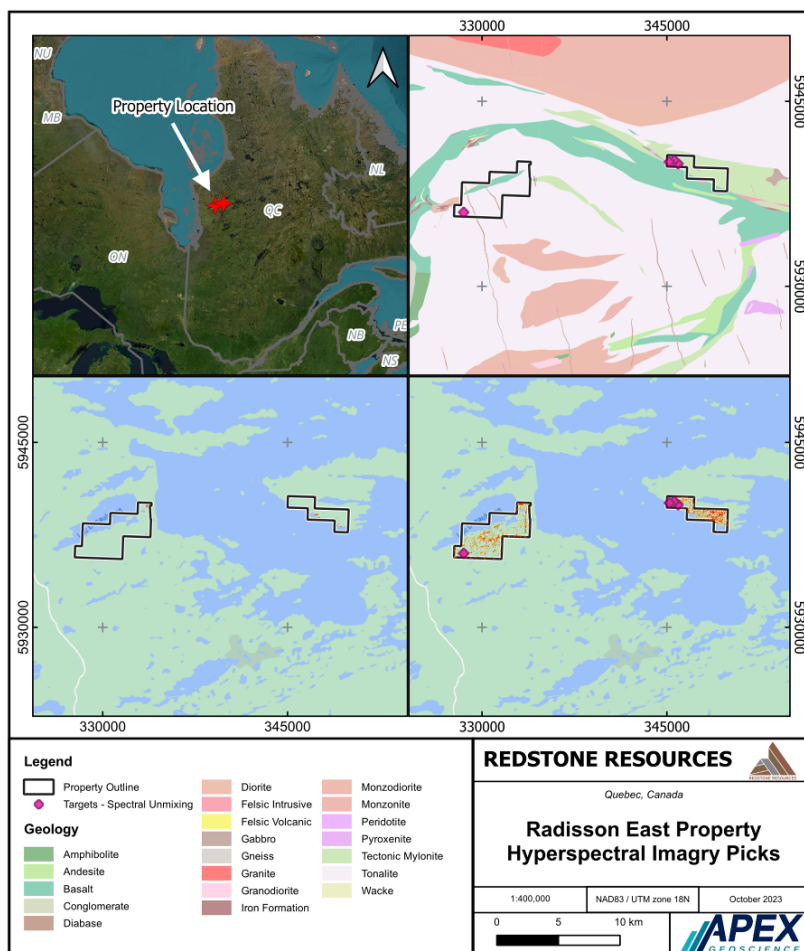 330000
345000
NU
MB
Property Location
NL
QC
ON
PE
NB
NS
5945000
5930000
5945000
5930000
5945000
5930000
330000
345000
330000
345000
Legend
Property Outline
Targets - Spectral Unmixing
Geology
Amphibolite
Andesite
Basalt
Conglomerate
Diabase
Diorite
Felsic Intrusive
Felsic Volcanic
Gabbro
Gneiss
Granite
Granodiorite
Iron Formation
Monzodiorite
Monzonite
Peridotite
Pyroxenite
Tectonic Mylonite
Tonalite
Wacke
REDSTONE RESOURCES
Quebec, Canada
Radisson East Property
Hyperspectral Imagry Picks
1:400,000
NAD83 / UTM zone 18N
October 2023
0 5 10 km
APEX
GEOSCIENCE